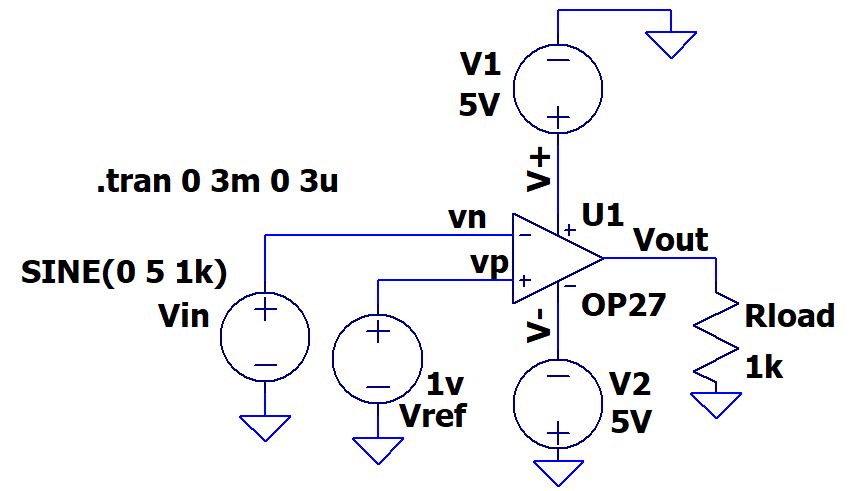 V1
5V
V+
.tran 0 3m 0 3u
vn
U1
Vout
SINE(0 5 1k)
vp
Vin
OP27
V-
Rload
1k
1v
Vref
V2
5V